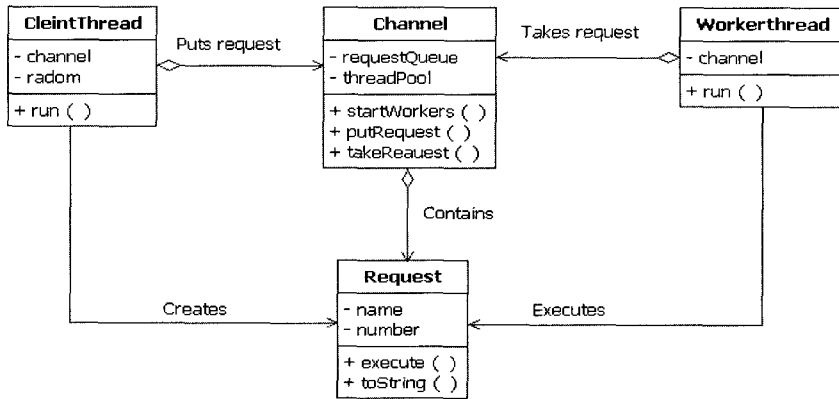 CleintThread
- channel
- radom
+ run ( )
Puts request
Channel
- requestQueue
- threadPool
+ startWorkers ( )
+ putRequest ( )
+ takeReauest ( )
Takes request
Workerthread
- channel
+ run ( )
Contains
Creates
Request
- name
- number
+ execute ( )
+ toString ( )
Executes